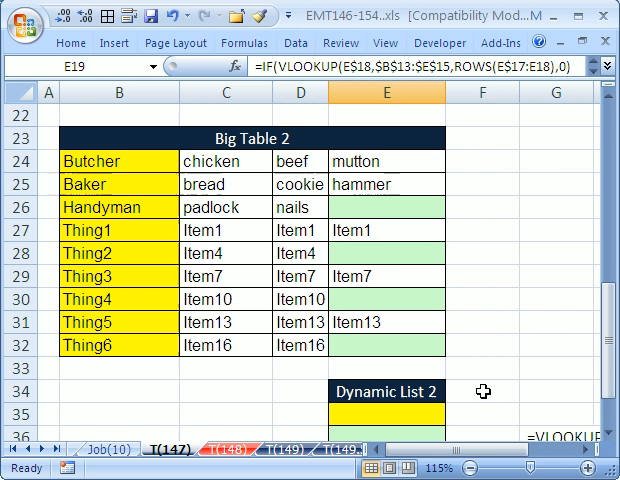 EMT146-154..xls [Compatibility Mod... M
Home Insert Page Layout Formulas Data Review View Developer Add-Ins
E19 fx =IF(VLOOKUP(E$18,$B$13:$E$15,ROWS(E$17:E18),0)
A B C D E F G
22
23 Big Table 2
24 Butcher chicken beef mutton
25 Baker bread cookie hammer
26 Handyman padlock nails
27 Thing1 Item1 Item1 Item1
28 Thing2 Item4 Item4
29 Thing3 Item7 Item7 Item7
30 Thing4 Item10 Item10
31 Thing5 Item13 Item13 Item13
32 Thing6 Item16 Item16
33
34 Dynamic List 2
35
36 =VLOOKUP
Job(10) T(147) T(148) T(149) T(149..
Ready 115%